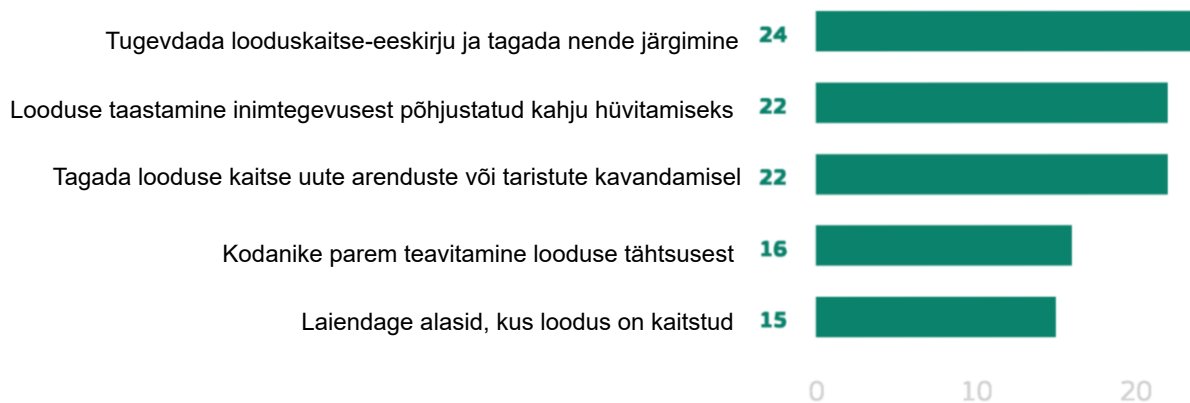 Tugevdada looduskaitse-eeskirju ja tagada nende järgimine 24
Looduse taastamine inimtegevusest põhjustatud kahju hüvitamiseks 22
Tagada looduse kaitse uute arenduste või taristute kavandamisel 22
Kodanike parem teavitamine looduse tähtsusest 16
Laiendage alasid, kus loodus on kaitstud 15
0 10 20